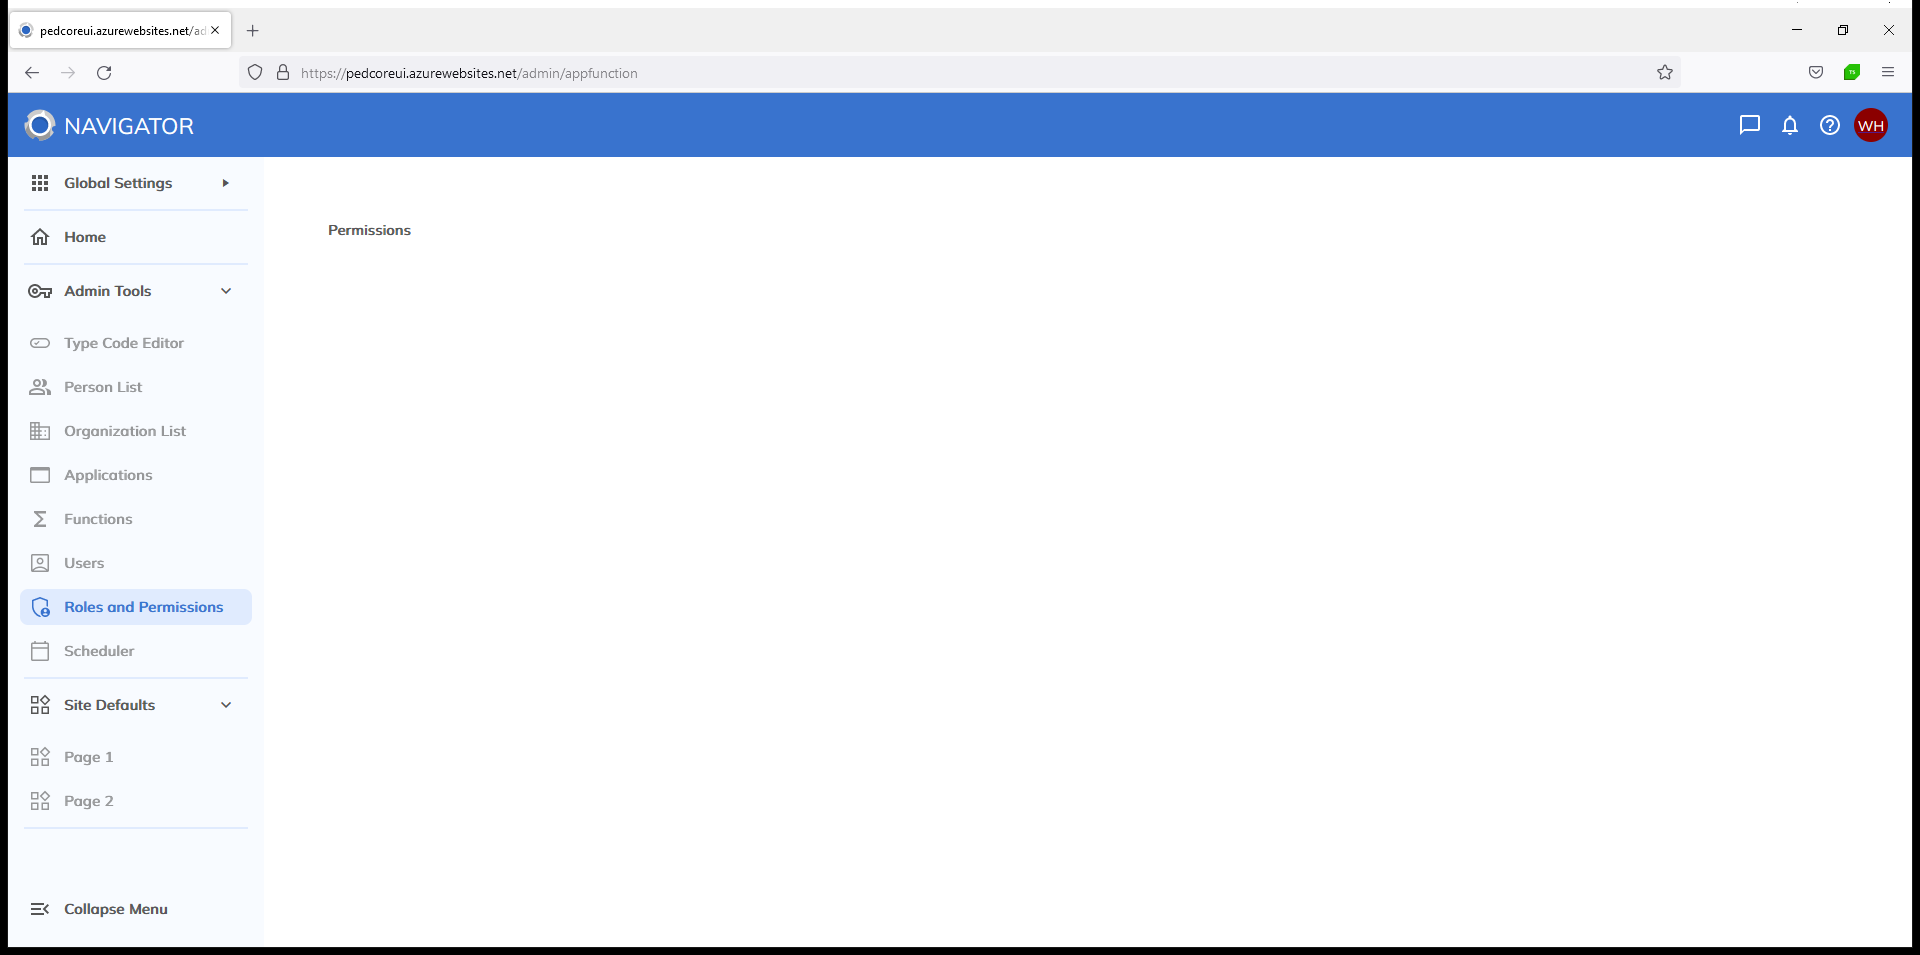 pedcoreui.azurewebsites.net/ad
https://pedcoreui.azurewebsites.net/admin/appfunction
TS
NAVIGATOR
WH
Global Settings
Home
Permissions
Admin Tools
Type Code Editor
Person List
Organization List
Applications
Functions
Users
Roles and Permissions
Scheduler
Site Defaults
Page 1
Page 2
Collapse Menu